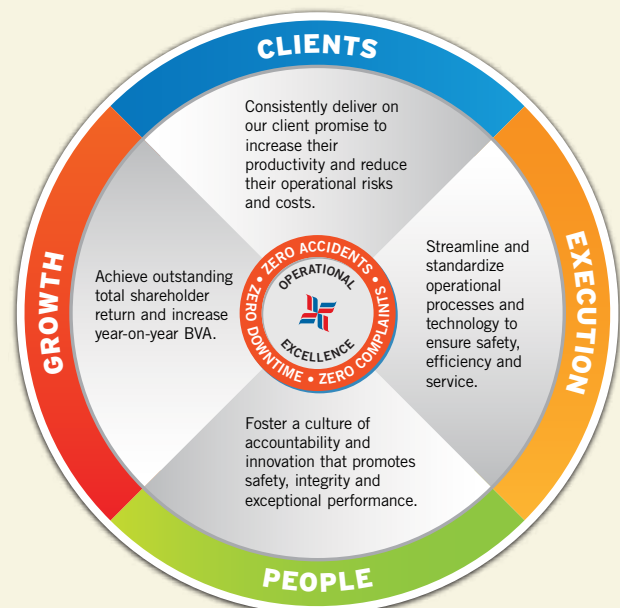 CLIENTS
Consistently deliver on
our client promise to
increase their
productivity and reduce
their operational risks
and costs.
EXECUTION
Streamline and
standardize
operational
processes and
technology to
ensure safety,
efficiency and
service.
PEOPLE
Foster a culture of
accountability and
innovation that promotes
safety, integrity and
exceptional performance.
GROWTH
Achieve outstanding
total shareholder
return and increase
year-on-year BVA.
ZERO ACCIDENTS • ZERO COMPLAINTS • ZERO DOWNTIME •
OPERATIONAL
EXCELLENCE